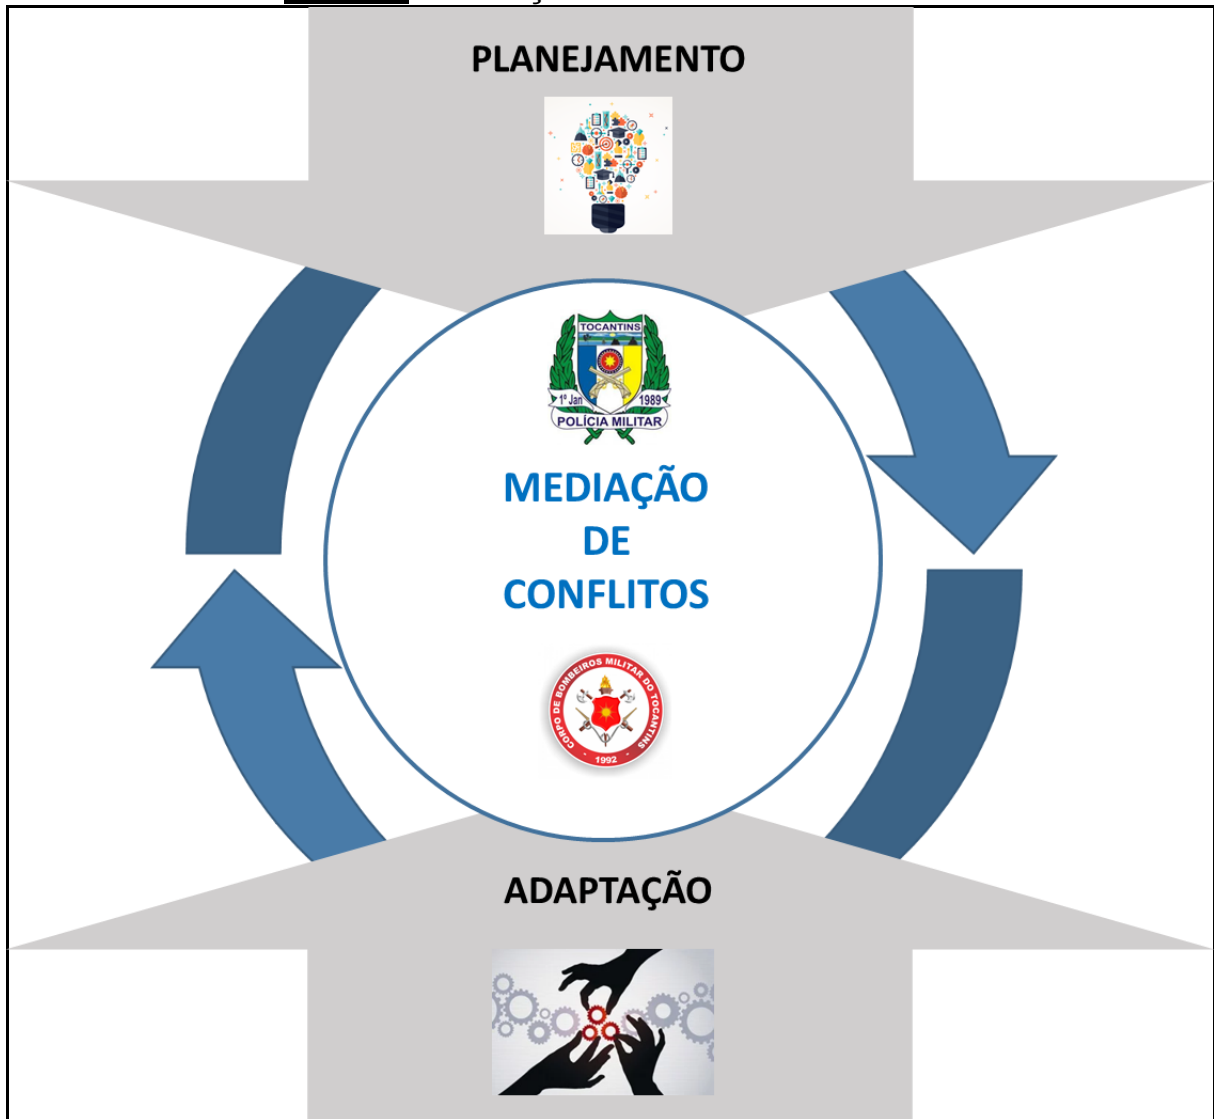 PLANEJAMENTO
TOCANTINS
1º Jan 1989
POLÍCIA MILITAR
MEDIAÇÃO
DE
CONFLITOS
CORPO DE BOMBEIROS MILITAR DO TOCANTINS
- 1992 -
ADAPTAÇÃO